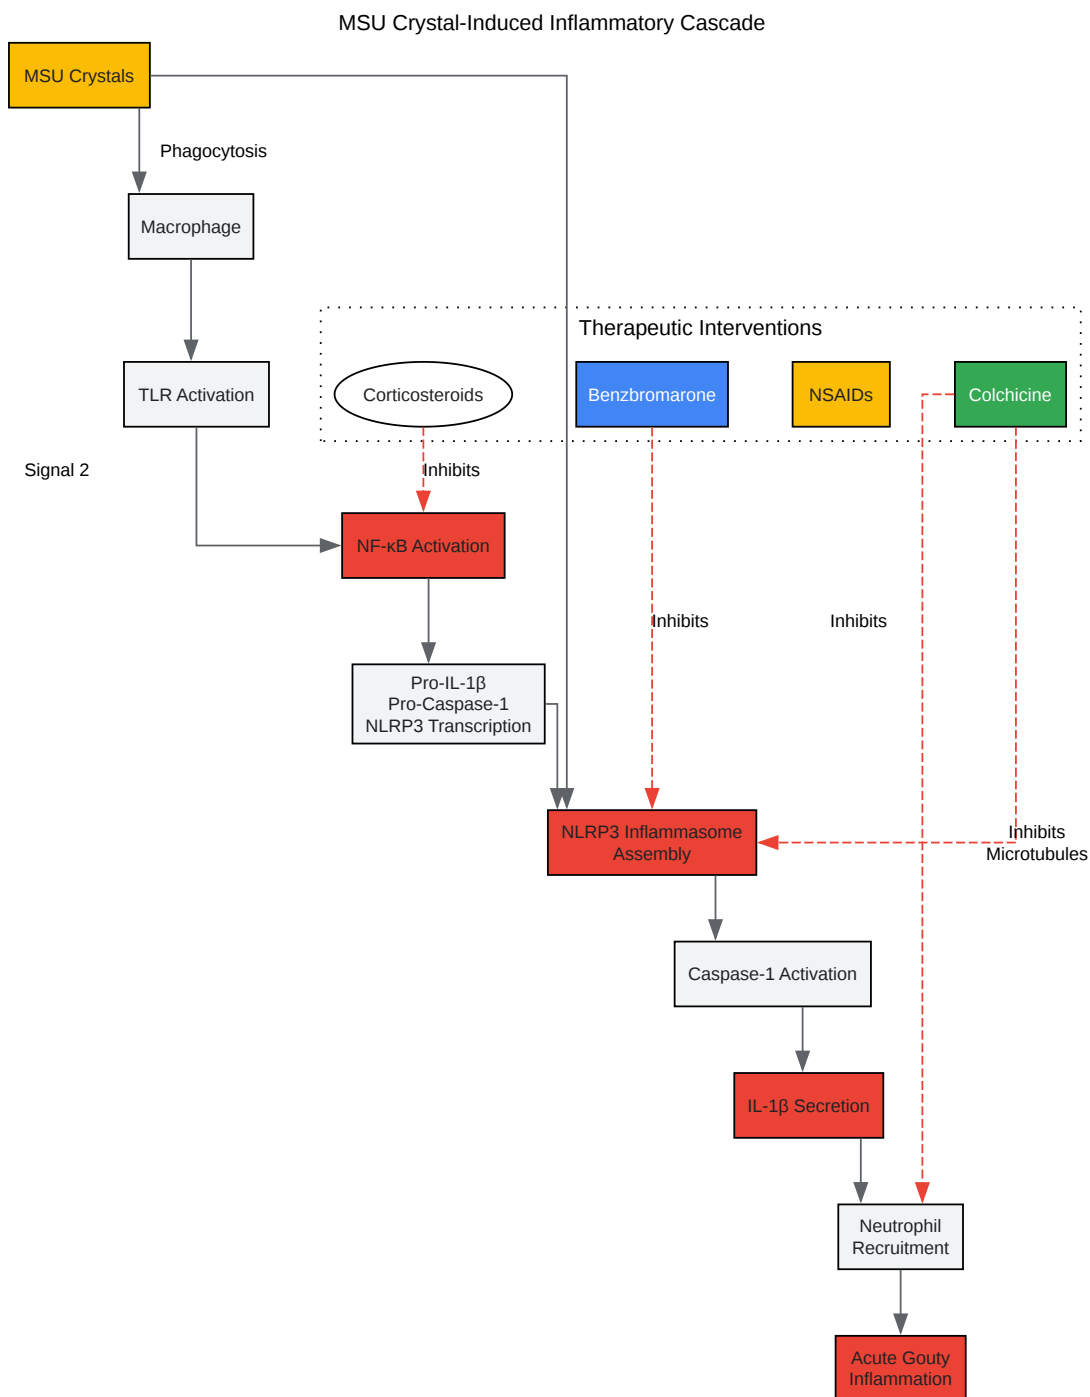 MSU Crystal-Induced Inflammatory Cascade
MSU Crystals
Phagocytosis
Macrophage
Therapeutic Interventions
TLR Activation
Corticosteroids
Benzbromarone
NSAIDs
Colchicine
Signal 2
Inhibits
NF-κB Activation
Inhibits
Inhibits
Pro-IL-1β
Pro-Caspase-1
NLRP3 Transcription
NLRP3 Inflammasome
Assembly
Inhibits
Microtubules
Caspase-1 Activation
IL-1β Secretion
Neutrophil
Recruitment
Acute Gouty
Inflammation